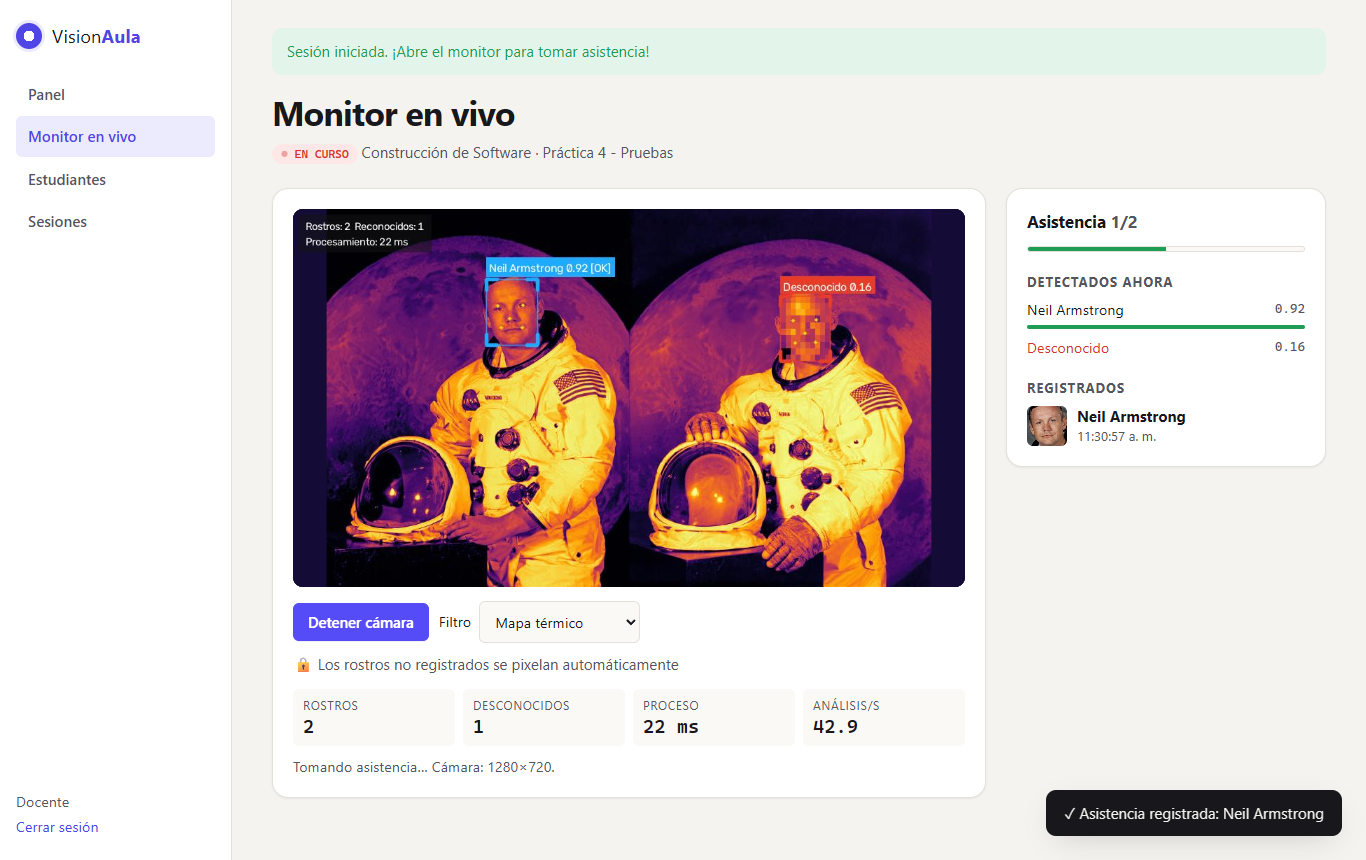 VisionAula
Panel
Monitor en vivo
Estudiantes
Sesiones
Docente
Cerrar sesión
Sesión iniciada. ¡Abre el monitor para tomar asistencia!
Monitor en vivo
EN CURSO Construcción de Software · Práctica 4 - Pruebas
Rostros: 2 Reconocidos: 1
Procesamiento: 22 ms
Neil Armstrong 0.92 [OK]
Desconocido 0.16
NASA
NASA
Detener cámara Filtro Mapa térmico
🔒 Los rostros no registrados se pixelan automáticamente
ROSTROS
2
DESCONOCIDOS
1
PROCESO
22 ms
ANÁLISIS/S
42.9
Tomando asistencia... Cámara: 1280×720.
Asistencia 1/2
DETECTADOS AHORA
Neil Armstrong 0.92
Desconocido 0.16
REGISTRADOS
Neil Armstrong
11:30:57 a. m.
✓ Asistencia registrada: Neil Armstrong